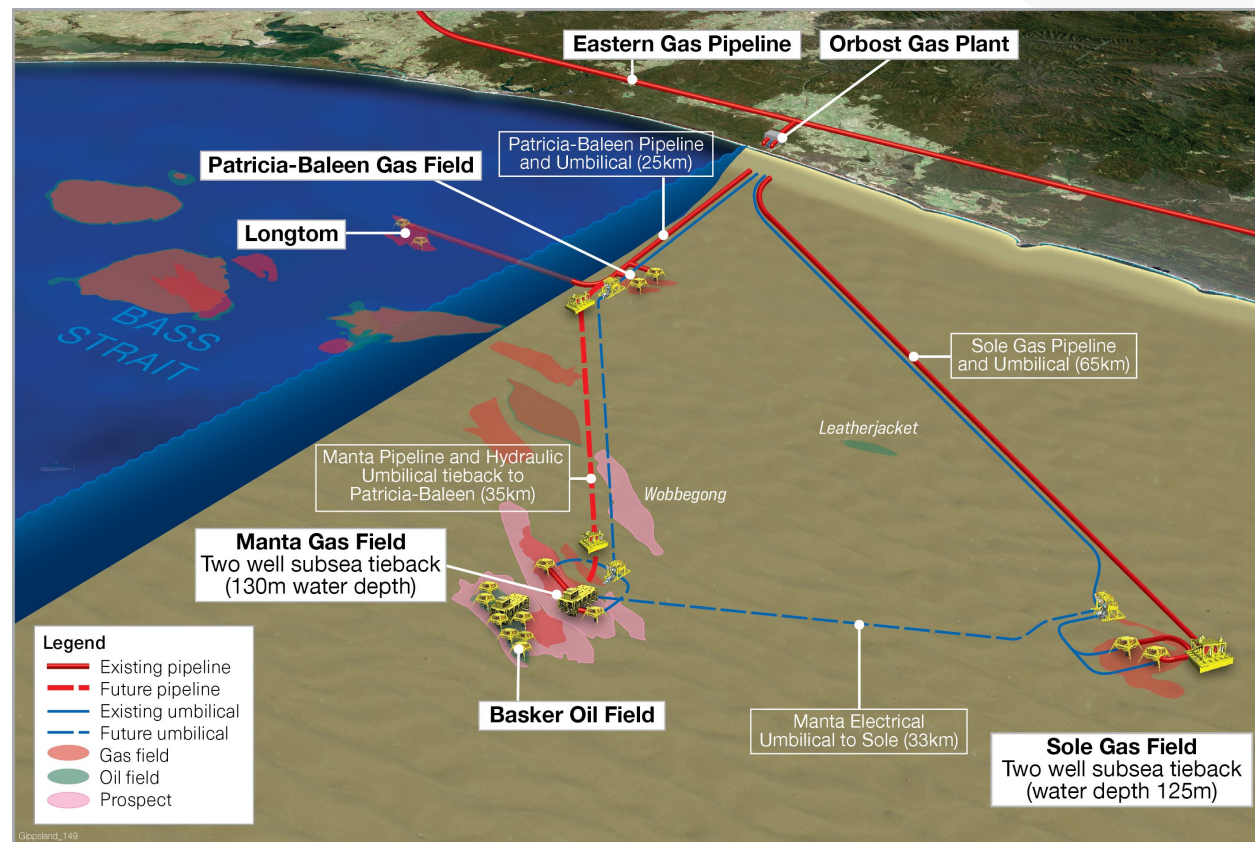 Eastern Gas Pipeline
Orbost Gas Plant
Patricia-Baleen Pipeline
and Umbilical (25km)
Patricia-Baleen Gas Field
Longtom
BASS
STRAIT
Sole Gas Pipeline
and Umbilical (65km)
Leatherjacket
Manta Pipeline and Hydraulic
Umbilical tieback to
Patricia-Baleen (35km)
Wobbegong
Manta Gas Field
Two well subsea tieback
(130m water depth)
Legend
Existing pipeline
Future pipeline
Existing umbilical
Future umbilical
Gas field
Oil field
Prospect
Basker Oil Field
Manta Electrical
Umbilical to Sole (33km)
Sole Gas Field
Two well subsea tieback
(water depth 125m)
Gippsland_149